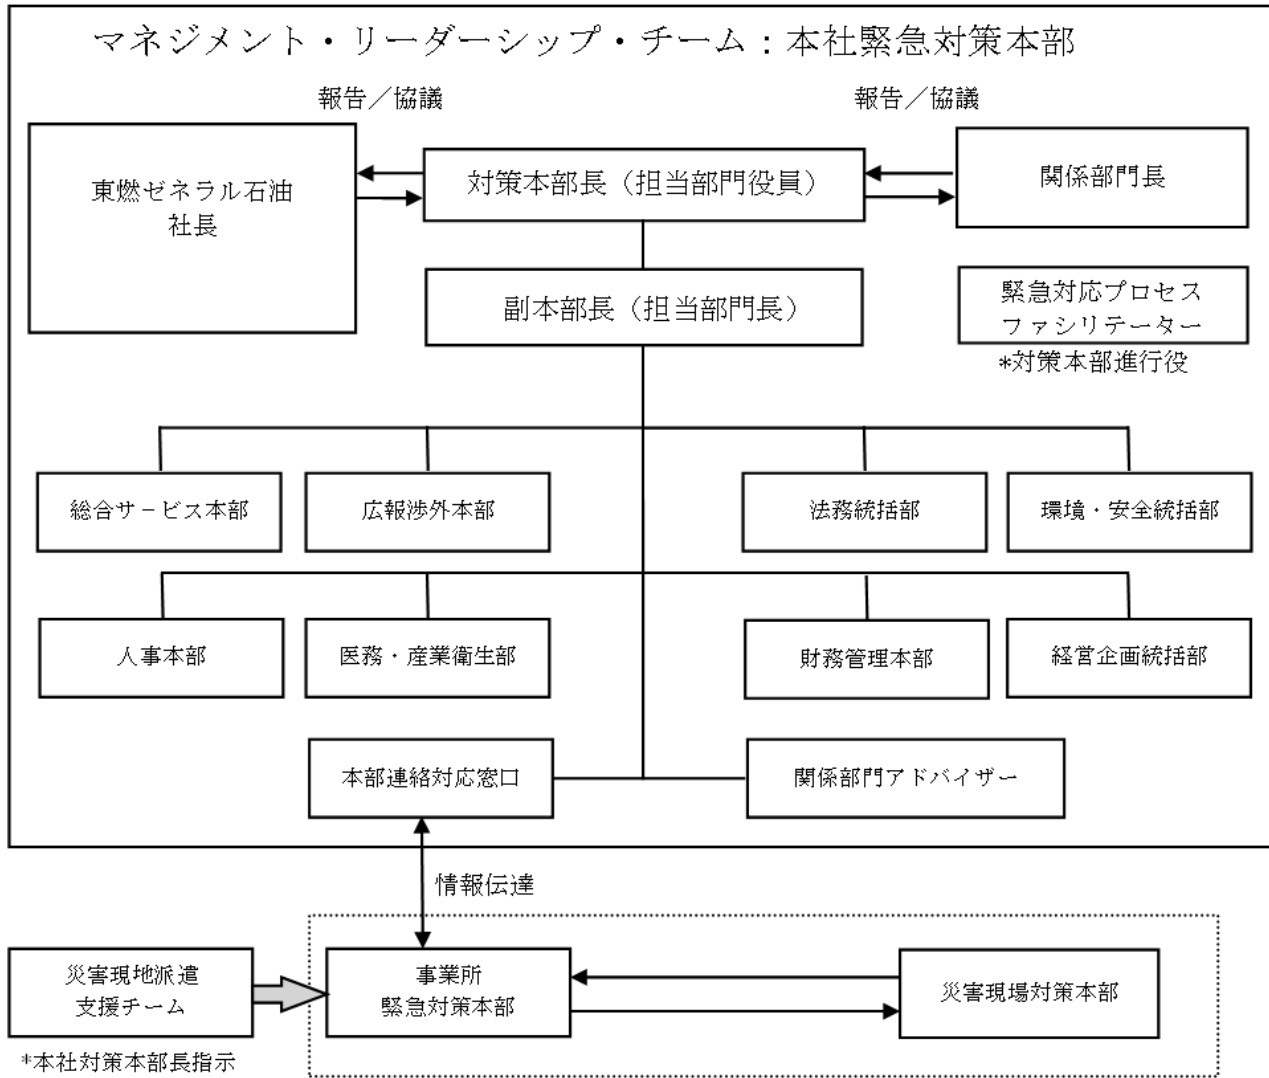 マネジメント・リーダーシップ・チーム：本社緊急対策本部
報告／協議
報告／協議
東燃ゼネラル石油
社長
対策本部長（担当部門役員）
関係部門長
副本部長（担当部門長）
緊急対応プロセス
ファシリテーター
*対策本部進行役
総合サービス本部
広報渉外本部
法務統括部
環境・安全統括部
人事本部
医務・産業衛生部
財務管理本部
経営企画統括部
本部連絡対応窓口
関係部門アドバイザー
情報伝達
災害現地派遣
支援チーム
事業所
緊急対策本部
災害現場対策本部
*本社対策本部長指示